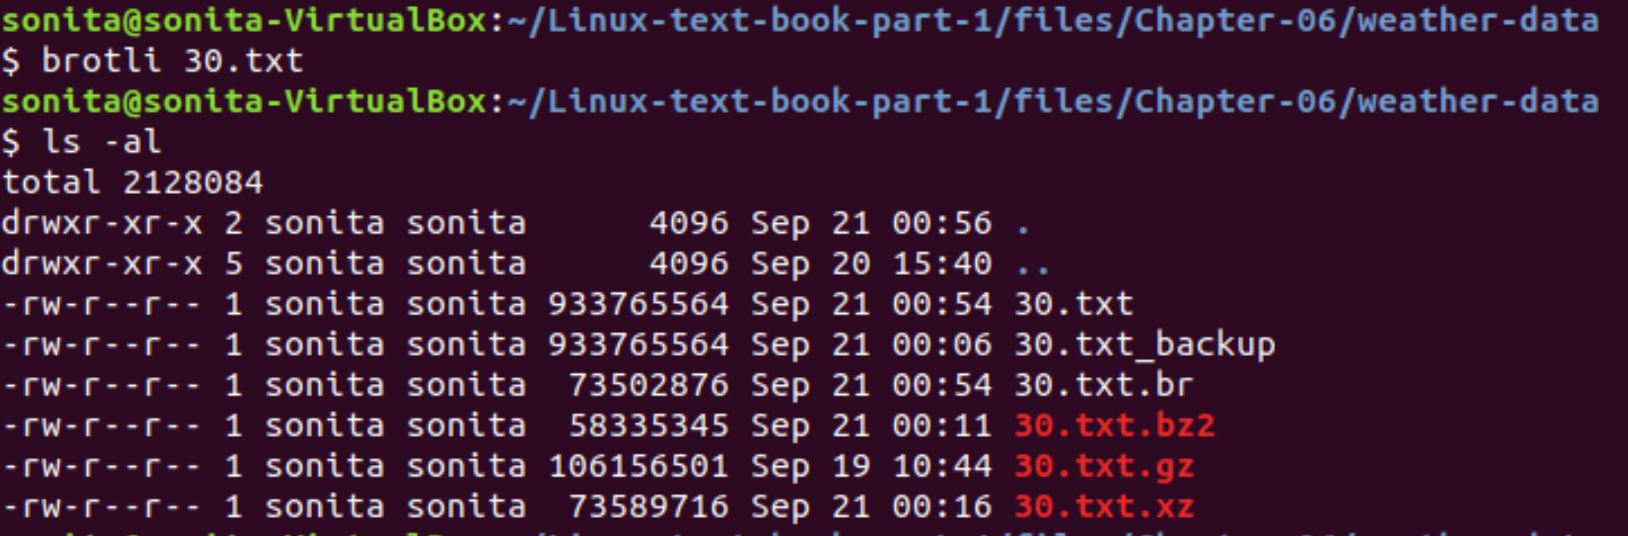 sonita@sonita-VirtualBox:~/Linux-text-book-part-1/files/Chapter-06/weather-data
$ brotli 30.txt
sonita@sonita-VirtualBox:~/Linux-text-book-part-1/files/Chapter-06/weather-data
$ ls -al
total 2128084
drwxr-xr-x 2 sonita sonita      4096 Sep 21 00:56 .
drwxr-xr-x 5 sonita sonita      4096 Sep 20 15:40 ..
-rw-r--r-- 1 sonita sonita 933765564 Sep 21 00:54 30.txt
-rw-r--r-- 1 sonita sonita 933765564 Sep 21 00:06 30.txt_backup
-rw-r--r-- 1 sonita sonita  73502876 Sep 21 00:54 30.txt.br
-rw-r--r-- 1 sonita sonita  58335345 Sep 21 00:11 30.txt.bz2
-rw-r--r-- 1 sonita sonita 106156501 Sep 19 10:44 30.txt.gz
-rw-r--r-- 1 sonita sonita  73589716 Sep 21 00:16 30.txt.xz